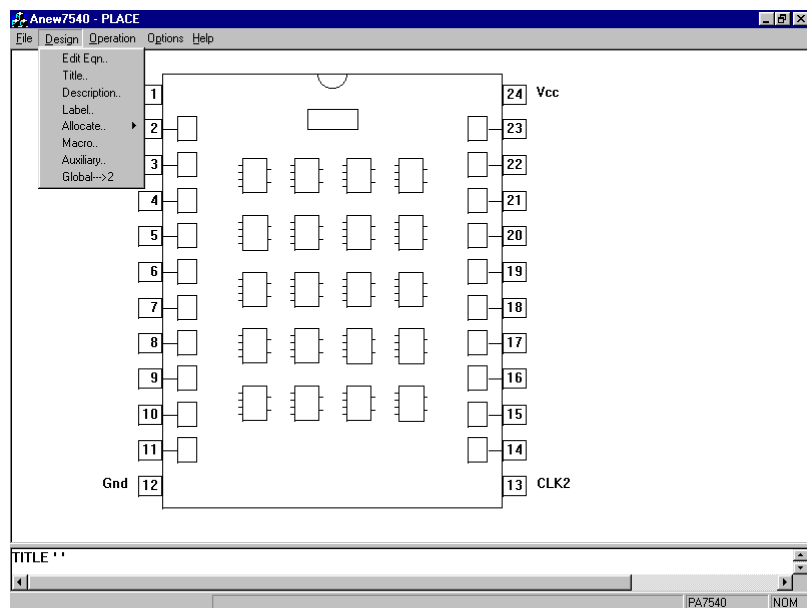 Anew7540 - PLACE
File Design Operation Options Help
Edit Eqn..
Title..
Description..
Label..
Allocate..
Macro..
Auxiliary..
Global--->2
1 24 Vcc
2 23
3 22
4 21
5 20
6 19
7 18
8 17
9 16
10 15
11 14
Gnd 12 13 CLK2
TITLE ' '
PA7540 NOM